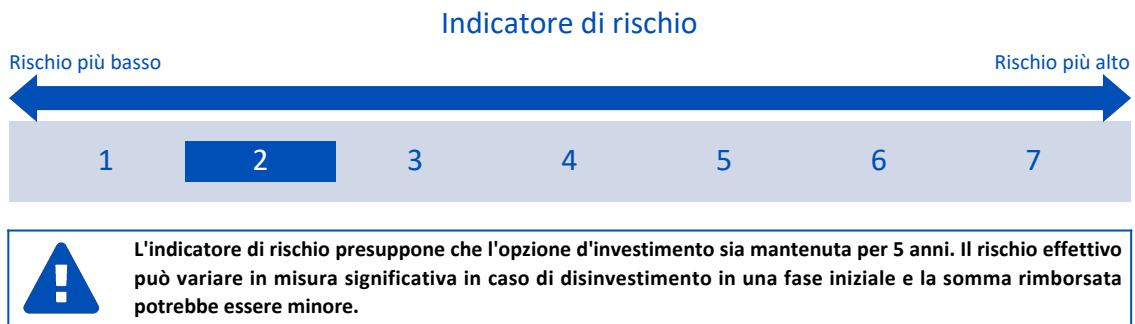 Indicatore di rischio
Rischio più basso
Rischio più alto
1 2 3 4 5 6 7
L'indicatore di rischio presuppone che l'opzione d'investimento sia mantenuta per 5 anni. Il rischio effettivo
può variare in misura significativa in caso di disinvestimento in una fase iniziale e la somma rimborsata
potrebbe essere minore.